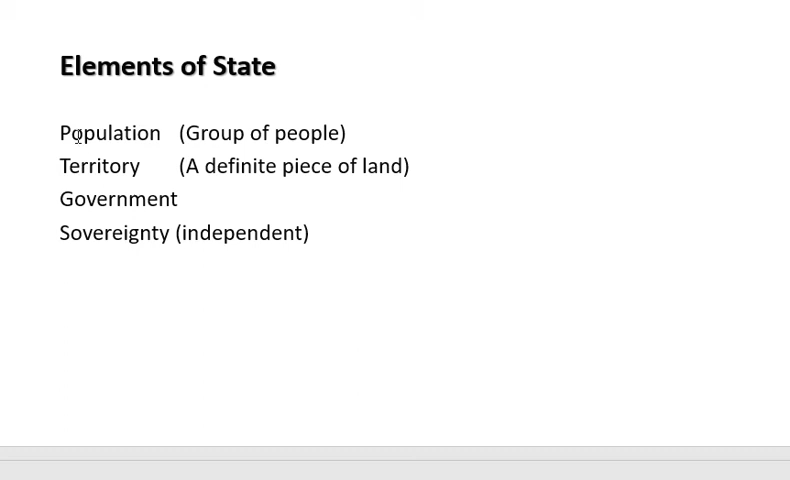 Elements of State
Population (Group of people)
Territory (A definite piece of land)
Government
Sovereignty (independent)